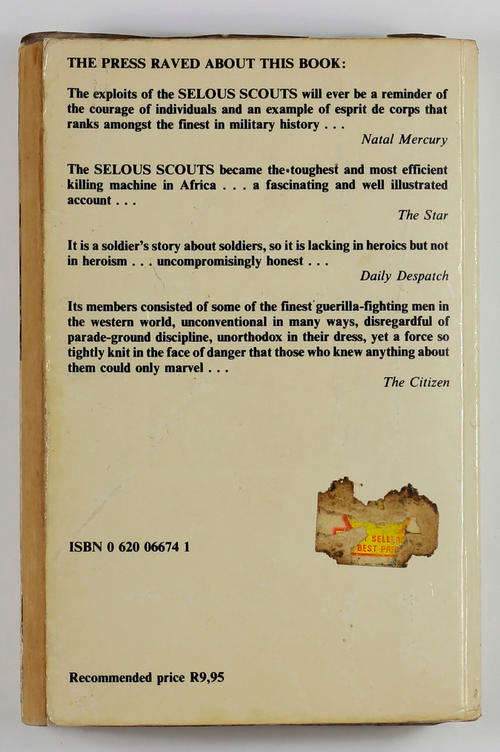 THE PRESS RAVED ABOUT THIS BOOK:
The exploits of the SELOUS SCOUTS will ever be a reminder of
the courage of individuals and an example of esprit de corps that
ranks amongst the finest in military history . . .
Natal Mercury
The SELOUS SCOUTS became the toughest and most efficient
killing machine in Africa . . . a fascinating and well illustrated
account . . .
The Star
It is a soldier's story about soldiers, so it is lacking in heroics but not
in heroism . . . uncompromisingly honest . . .
Daily Despatch
Its members consisted of some of the finest guerilla-fighting men in
the western world, unconventional in many ways, disregardful of
parade-ground discipline, unorthodox in their dress, yet a force so
tightly knit in the face of danger that those who knew anything about
them could only marvel . . .
The Citizen
ISBN 0 620 06674 1
BEST
Recommended price R9,95